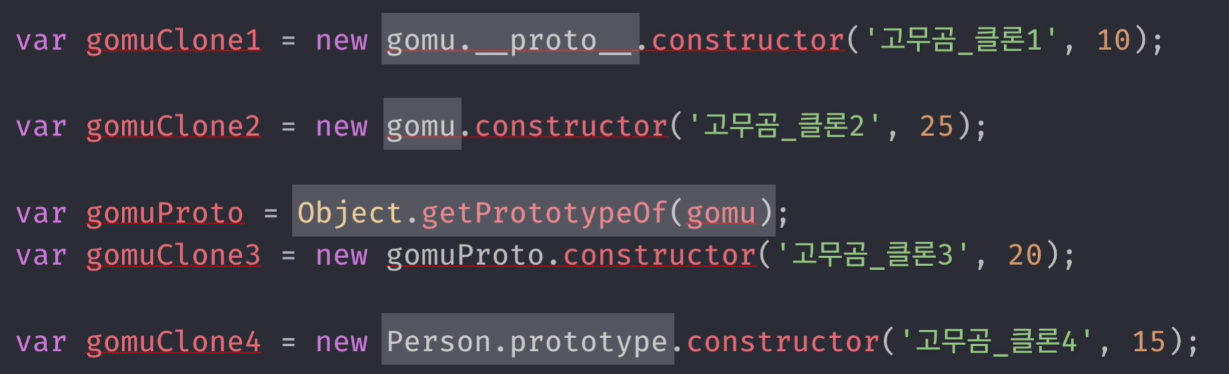 var gomuClone1 = new gomu.__proto__.constructor('고무곰_클론1', 10);
var gomuClone2 = new gomu.constructor('고무곰_클론2', 25);
var gomuProto = Object.getPrototypeOf(gomu);
var gomuClone3 = new gomuProto.constructor('고무곰_클론3', 20);
var gomuClone4 = new Person.prototype.constructor('고무곰_클론4', 15);